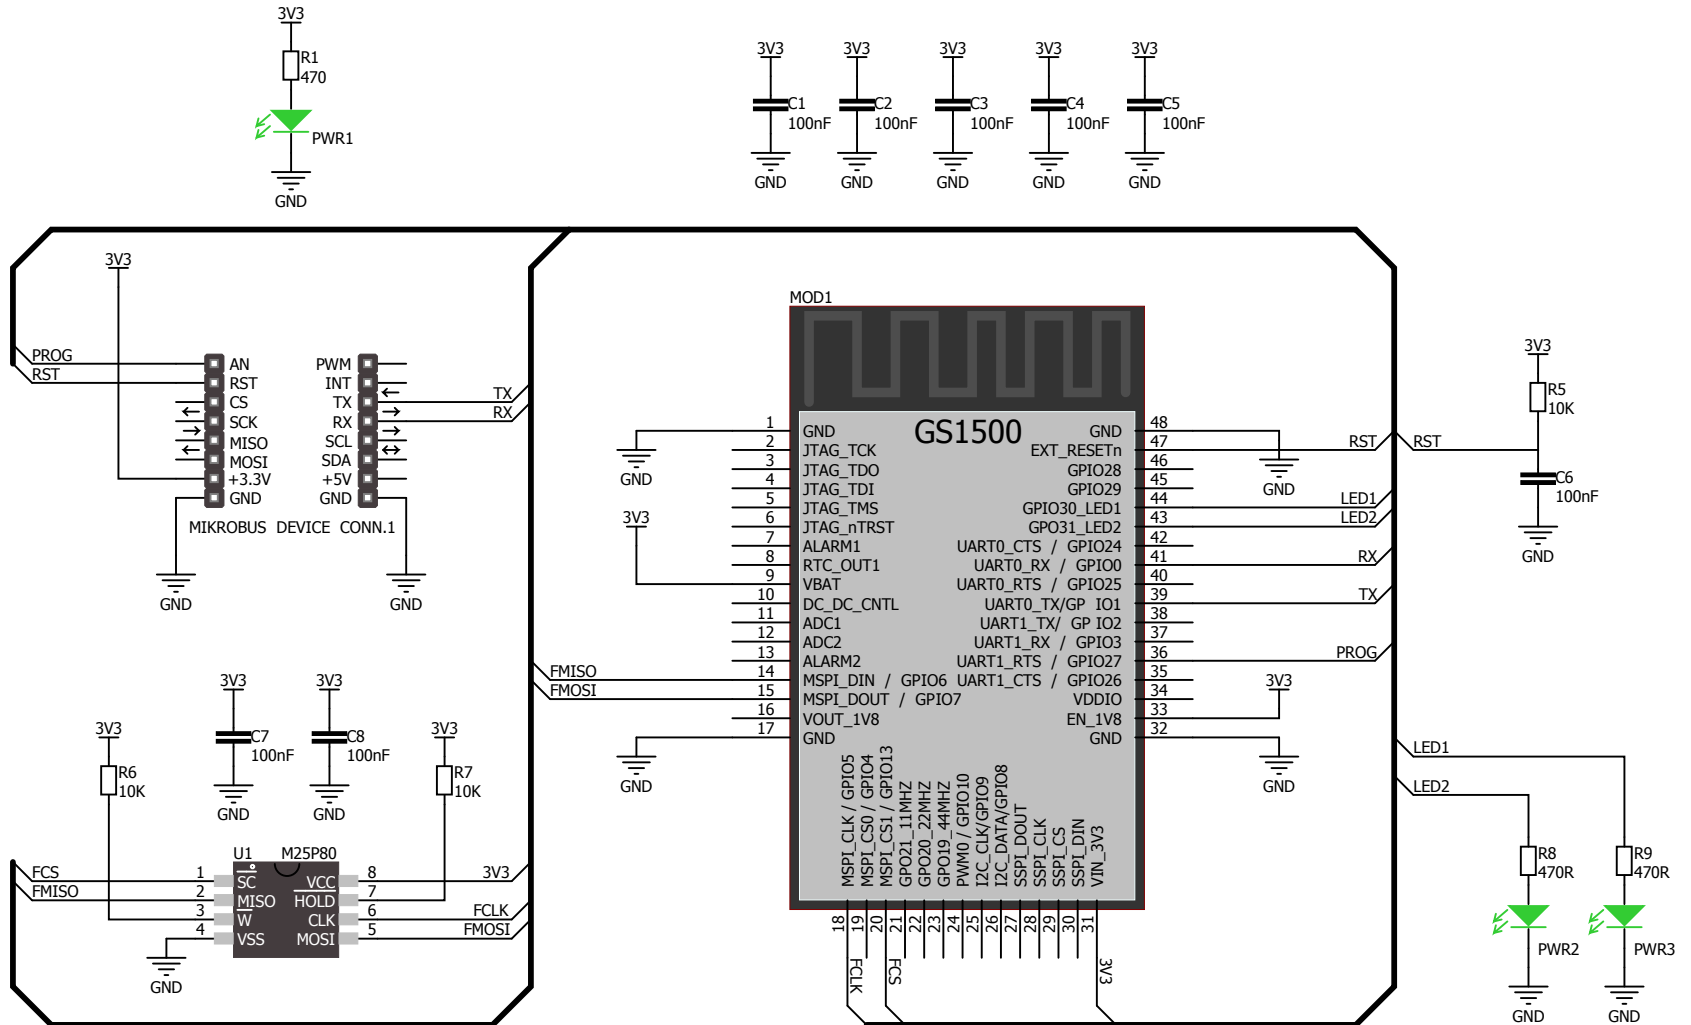 3V3
R1
470
PWR1
GND
3V3 3V3 3V3 3V3 3V3
C1 C2 C3 C4 C5
100nF 100nF 100nF 100nF 100nF
GND GND GND GND GND
3V3
PROG
RST
AN
RST
CS
SCK
MISO
MOSI
+3.3V
GND
PWM
INT
TX
RX
SCL
SDA
+5V
GND
TX
RX
MIKROBUS DEVICE CONN.1
GND GND
MOD1
GS1500
1 GND
2 JTAG_TCK
3 JTAG_TDO
4 JTAG_TDI
5 JTAG_TMS
6 JTAG_nTRST
7 ALARM1
8 RTC_OUT1
9 VBAT
10 DC_DC_CNTL
11 ADC1
12 ADC2
13 ALARM2
14 MSPI_DIN / GPIO6
15 MSPI_DOUT / GPIO7
16 VOUT_1V8
17 GND
GND
3V3
FMISO
FMOSI
GND
GND 48
EXT_RESETn 47
GPIO28 46
GPIO29 45
GPIO30_LED1 44
GPO31_LED2 43
UART0_CTS / GPIO24 42
UART0_RX / GPIO0 41
UART0_RTS / GPIO25 40
UART0_TX/GP IO1 39
UART1_TX/ GP IO2 38
UART1_RX / GPIO3 37
UART1_RTS / GPIO27 36
UART1_CTS / GPIO26 35
VDDIO 34
EN_1V8 33
GND 32
RST
GND
LED1
LED2
RX
TX
PROG
3V3
GND
MSPI_CLK / GPIO5 18
MSPI_CS0 / GPIO4 19
MSPI_CS1 / GPIO13 20
GPO21_11MHZ 21
GPO20_22MHZ 22
GPO19_44MHZ 23
PWM0 / GPIO10 24
I2C_CLK/GPIO9 25
I2C_DATA/GPIO8 26
SSPI_DOUT 27
SSPI_CLK 28
SSPI_CS 29
SSPI_DIN 30
VIN_3V3 31
FCLK
FCS
3V3
RST
3V3
R5
10K
C6
100nF
GND
LED1
LED2
R8
470R
R9
470R
PWR2
PWR3
GND GND
3V3 3V3
C7 C8
100nF 100nF
GND GND
3V3
R6
10K
3V3
R7
10K
U1 M25P80
FCS 1 SC
FMISO 2 MISO
3 W
4 VSS
VCC 8 3V3
HOLD 7
CLK 6 FCLK
MOSI 5 FMOSI
GND